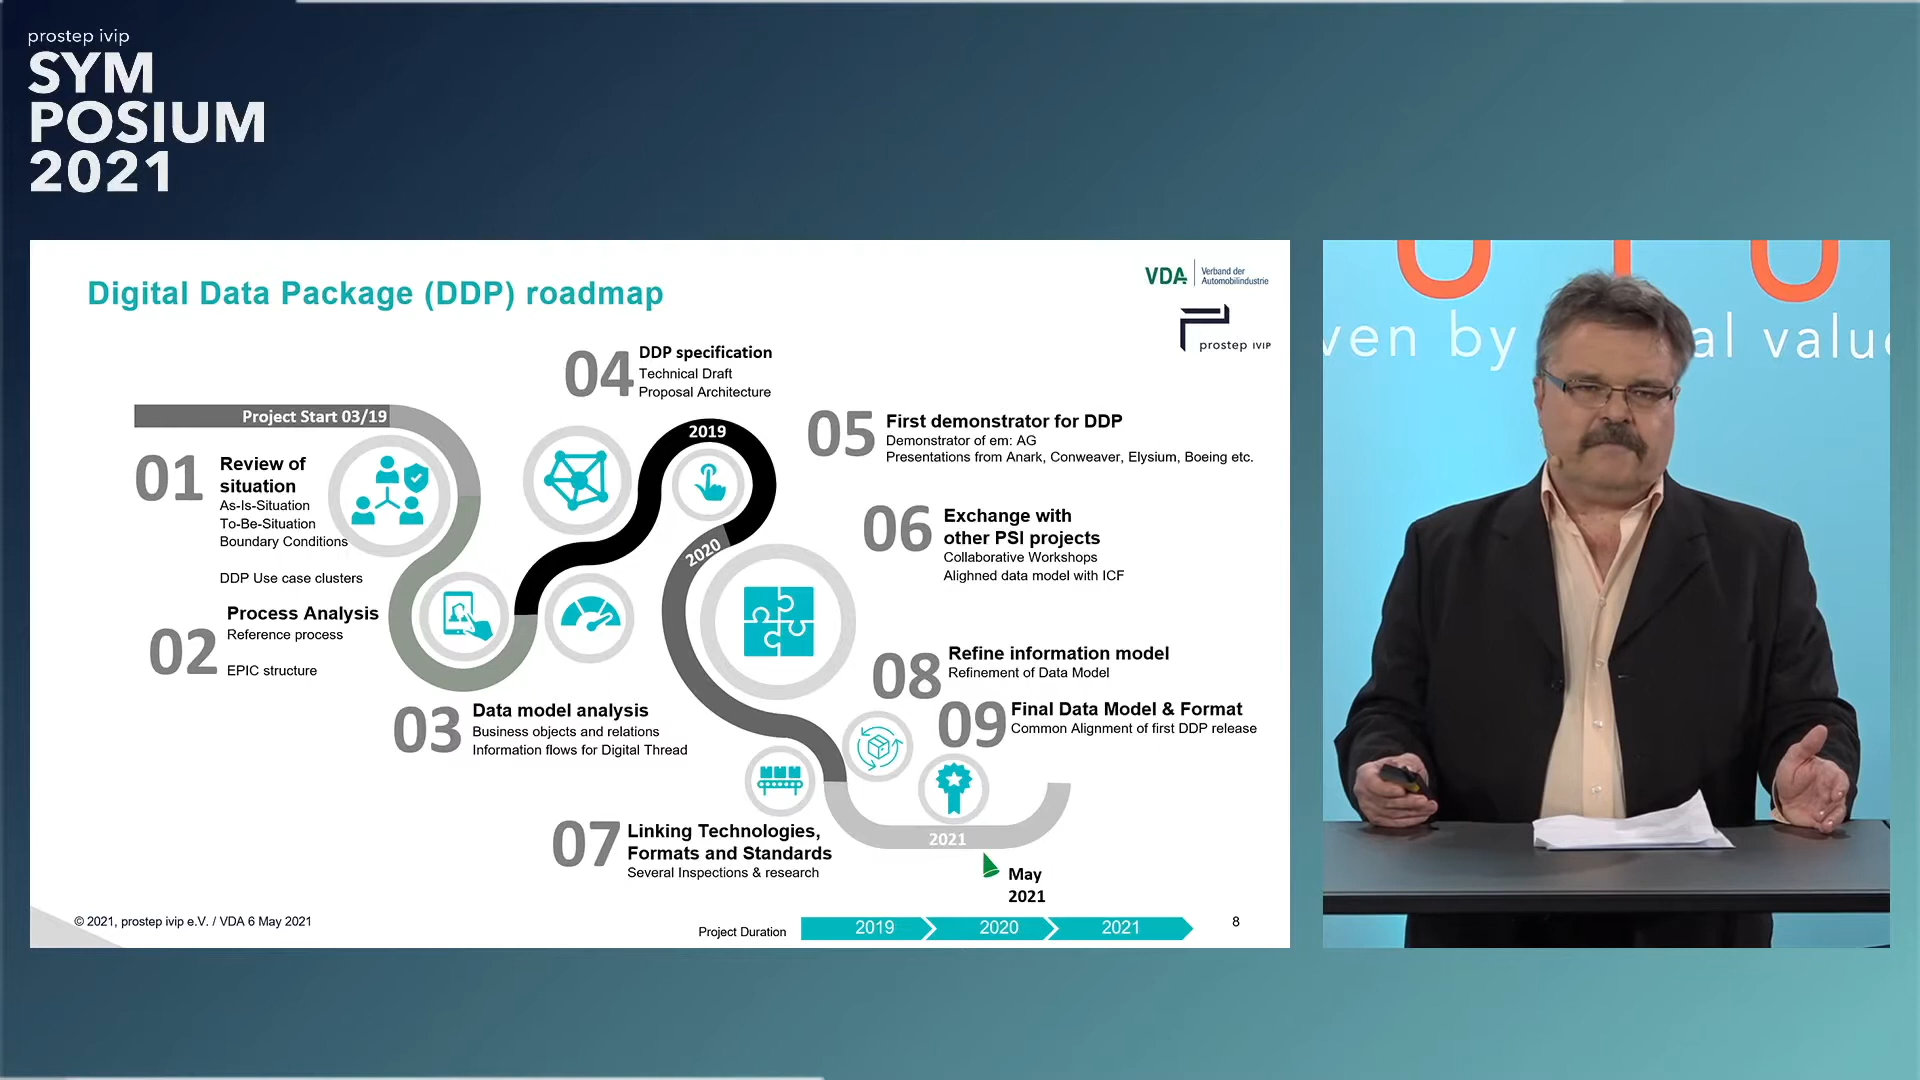 prostep ivip
SYM
POSIUM
2021
Digital Data Package (DDP) roadmap
VDA
Verband der
Automobilindustrie
prostep IVIP
Project Start 03/19
01
Review of
situation
As-Is-Situation
To-Be-Situation
Boundary Conditions
DDP Use case clusters
02
Process Analysis
Reference process
EPIC structure
03
Data model analysis
Business objects and relations
Information flows for Digital Thread
04
DDP specification
Technical Draft
Proposal Architecture
2019
05
First demonstrator for DDP
Demonstrator of em: AG
Presentations from Anark, Conweaver, Elysium, Boeing etc.
2020
06
Exchange with
other PSI projects
Collaborative Workshops
Alighned data model with ICF
07
Linking Technologies,
Formats and Standards
Several Inspections & research
08
Refine information model
Refinement of Data Model
09
Final Data Model & Format
Common Alignment of first DDP release
2021
May
2021
© 2021, prostep ivip e.V. / VDA 6 May 2021
Project Duration
2019
2020
2021
8
ven by
al valu